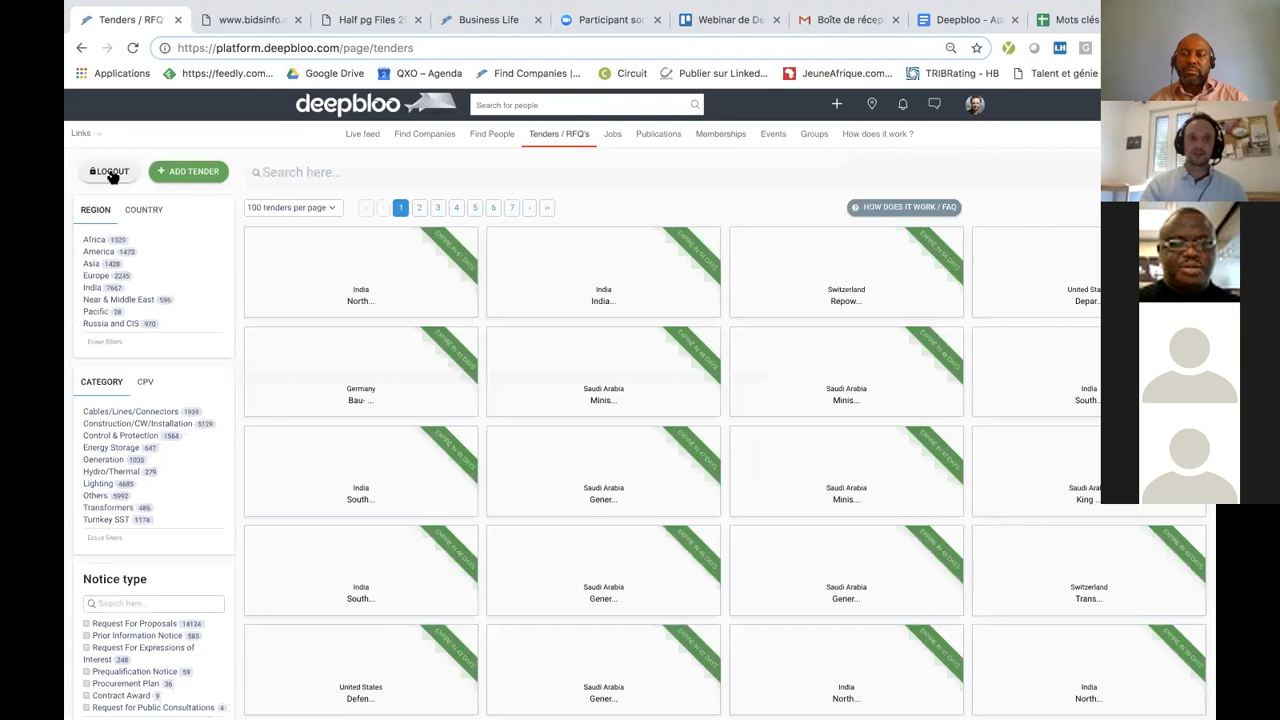 Tenders / RFQ's
www.bidsinfo.
Half pg Files 2
Business Life
Participant so
Webinar de De
Boîte de récep
Deepbloo - Ap
Mots clés
https://platform.deepbloo.com/page/tenders
Applications
https://feedly.com...
Google Drive
QXO – Agenda
Find Companies |...
Circuit
Publier sur Linked...
JeuneAfrique.com...
TRIBRating - HB
Talent et génie
deepbloo
Search for people
Links
Live feed
Find Companies
Find People
Tenders / RFQ's
Jobs
Publications
Memberships
Events
Groups
How does it work ?
LOGOUT
+ ADD TENDER
Search here...
REGION COUNTRY
100 tenders per page
« ‹ 1 2 3 4 5 6 7 › »
HOW DOES IT WORK / FAQ
Africa 1329
America 1473
Asia 1428
Europe 2245
India 7667
Near & Middle East 596
Pacific 28
Russia and CIS 970
Erase filters
CATEGORY CPV
Cables/Lines/Connectors 1939
Construction/CW/Installation 5129
Control & Protection 1564
Energy Storage 647
Generation 1035
Hydro/Thermal 279
Lighting 4685
Others 5992
Transformers 486
Turnkey SST 1174
Erase filters
Notice type
Search here...
Request For Proposals 14124
Prior Information Notice 585
Request For Expressions of
Interest 248
Prequalification Notice 59
Procurement Plan 36
Contract Award 9
Request for Public Consultations 4
India
North...
India
India...
Switzerland
Repow...
United Sta
Depar...
Germany
Bau- ...
Saudi Arabia
Minis...
Saudi Arabia
Minis...
India
South...
India
South...
Saudi Arabia
Gener...
Saudi Arabia
Minis...
Saudi Arab
King ...
India
South...
Saudi Arabia
Gener...
Saudi Arabia
Gener...
Switzerland
Trans...
United States
Defen...
Saudi Arabia
Gener...
India
North...
India
North...